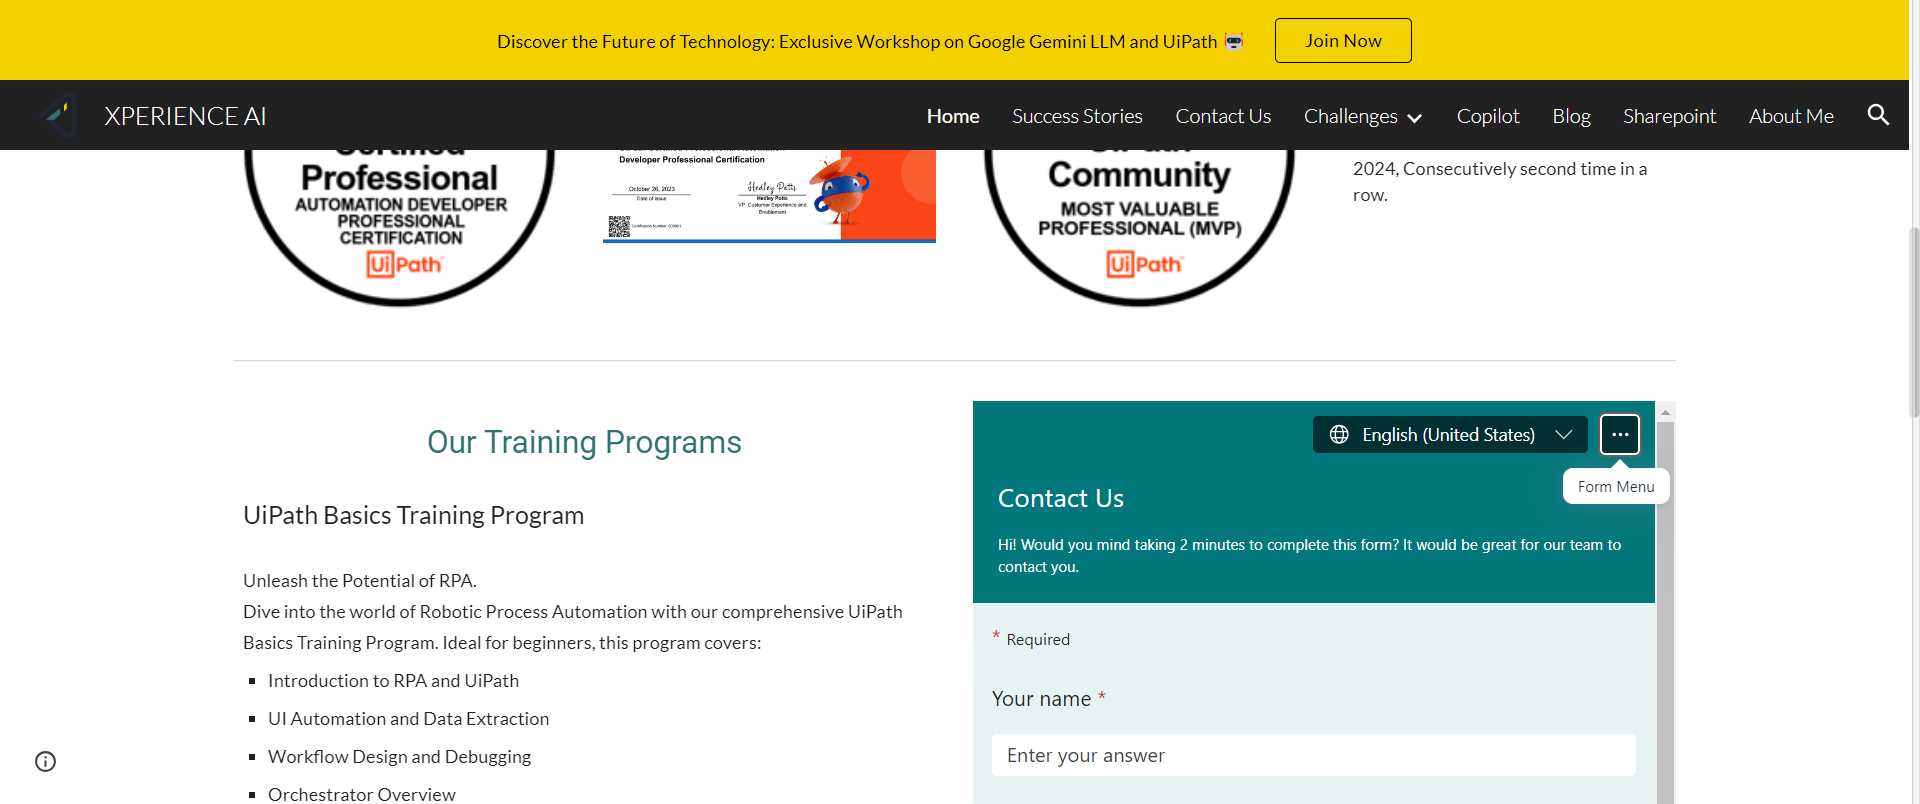 Discover the Future of Technology: Exclusive Workshop on Google Gemini LLM and UiPath
Join Now
XPERIENCE AI
Home
Success Stories
Contact Us
Challenges
Copilot
Blog
Sharepoint
About Me
Certified
Professional
AUTOMATION DEVELOPER
PROFESSIONAL
CERTIFICATION
UiPath
Developer Professional Certification
October 26, 2023
Date of issue
Hedley Potts
Hedley Potts
VP, Customer Experience and
Enablement
UiPath
Community
MOST VALUABLE
PROFESSIONAL (MVP)
UiPath
2024, Consecutively second time in a
row.
Our Training Programs
UiPath Basics Training Program
Unleash the Potential of RPA.
Dive into the world of Robotic Process Automation with our comprehensive UiPath
Basics Training Program. Ideal for beginners, this program covers:
Introduction to RPA and UiPath
UI Automation and Data Extraction
Workflow Design and Debugging
Orchestrator Overview
English (United States)
Form Menu
Contact Us
Hi! Would you mind taking 2 minutes to complete this form? It would be great for our team to
contact you.
* Required
Your name *
Enter your answer